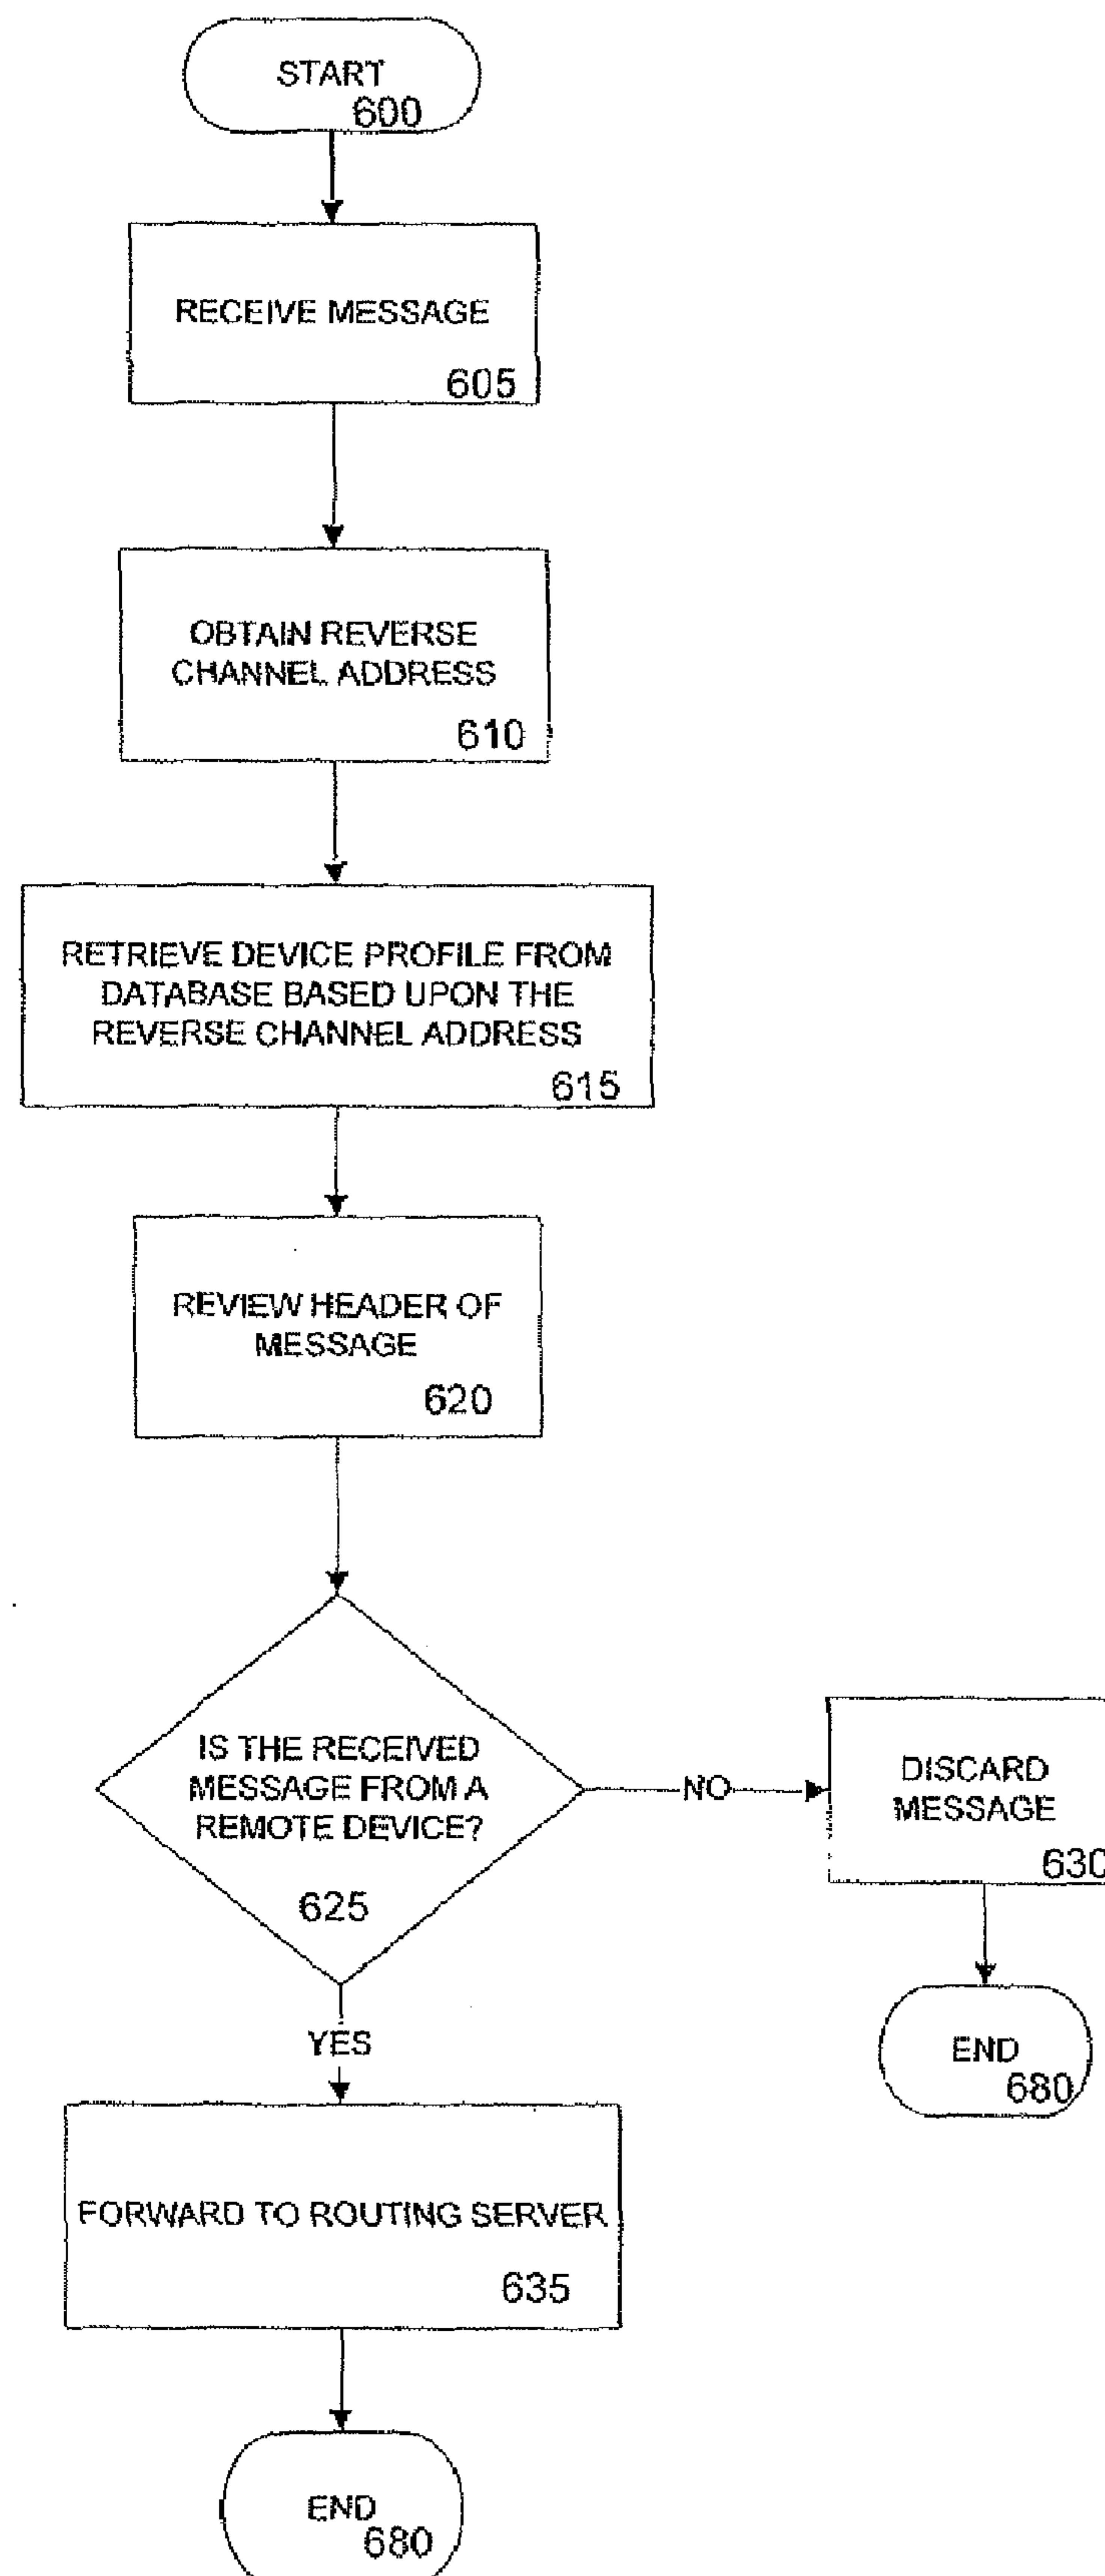 START
600
RECEIVE MESSAGE
605
OBTAIN REVERSE
CHANNEL ADDRESS
610
RETRIEVE DEVICE PROFILE FROM
DATABASE BASED UPON THE
REVERSE CHANNEL ADDRESS
615
REVIEW HEADER OF
MESSAGE
620
IS THE RECEIVED
MESSAGE FROM A
REMOTE DEVICE?
625
NO
DISCARD
MESSAGE
630
END
680
YES
FORWARD TO ROUTING SERVER
635
END
680